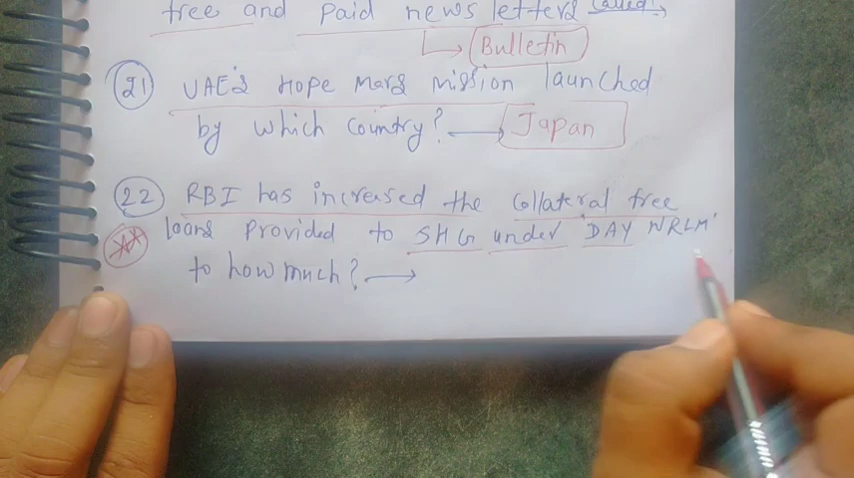 free and Paid news letters called?
Bulletin
21 UAE's Hope Mars mission launched
by which Country? Japan
22 RBI has increased the collateral free
loans provided to SHG under 'DAY NRLM'
to how much?